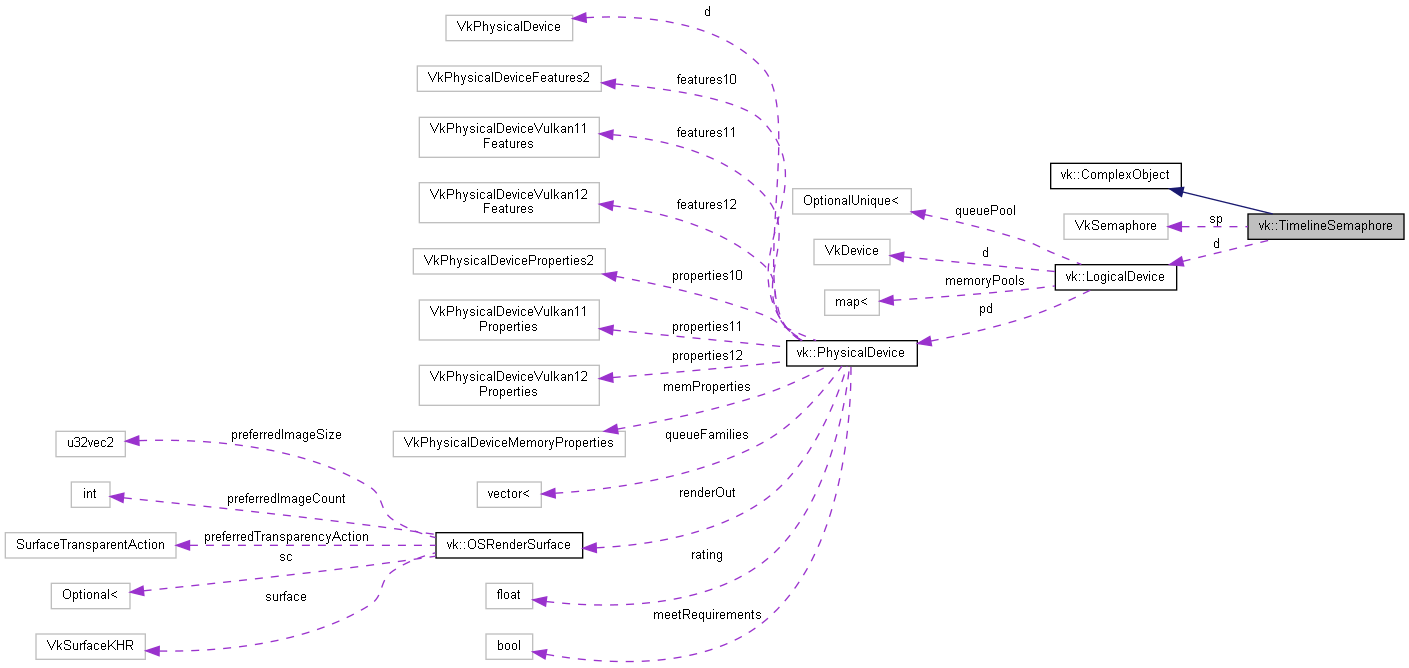 d
VkPhysicalDevice
VkPhysicalDeviceFeatures2
features10
VkPhysicalDeviceVulkan11
Features
features11
VkPhysicalDeviceVulkan12
Features
features12
VkPhysicalDeviceProperties2
properties10
VkPhysicalDeviceVulkan11
Properties
properties11
VkPhysicalDeviceVulkan12
Properties
properties12
VkPhysicalDeviceMemoryProperties
memProperties
vector<
queueFamilies
renderOut
rating
float
meetRequirements
bool
vk::PhysicalDevice
OptionalUnique<
queuePool
VkDevice
d
map<
memoryPools
pd
vk::LogicalDevice
vk::ComplexObject
VkSemaphore
sp
d
vk::TimelineSemaphore
u32vec2
preferredImageSize
int
preferredImageCount
SurfaceTransparentAction
preferredTransparencyAction
Optional<
sc
VkSurfaceKHR
surface
vk::OSRenderSurface